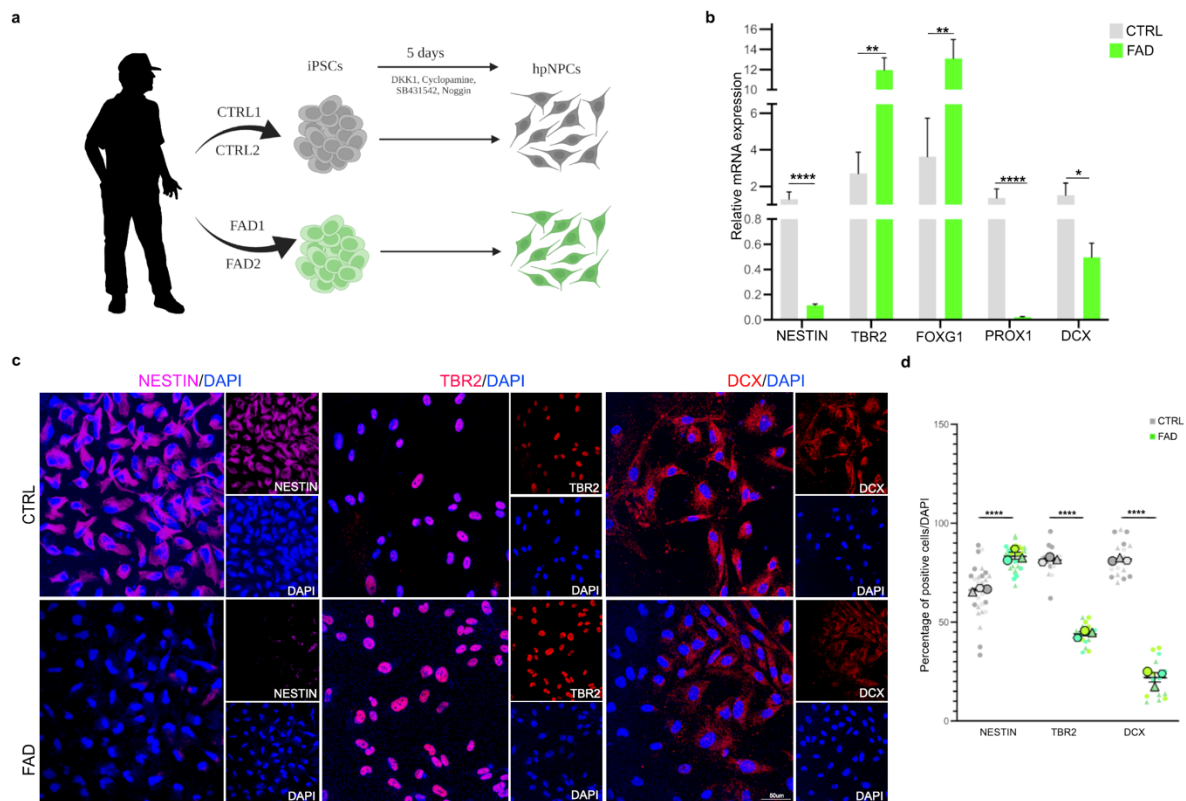 a
5 days
iPSCs
hpNPCs
DKK1, Cyclopamine,
SB431542, Noggin
CTRL1
CTRL2
FAD1
FAD2
b
CTRL
FAD
Relative mRNA expression
16
14
12
10
8
6
4
2
0.8
0.6
0.4
0.2
0.0
****
**
**
****
*
NESTIN
TBR2
FOXG1
PROX1
DCX
c
NESTIN/DAPI
TBR2/DAPI
DCX/DAPI
CTRL
NESTIN
TBR2
DCX
DAPI
DAPI
DAPI
FAD
NESTIN
TBR2
DCX
DAPI
DAPI
50um
DAPI
d
CTRL
FAD
Percentage of positive cells/DAPI
150
100
50
0
****
****
****
NESTIN
TBR2
DCX